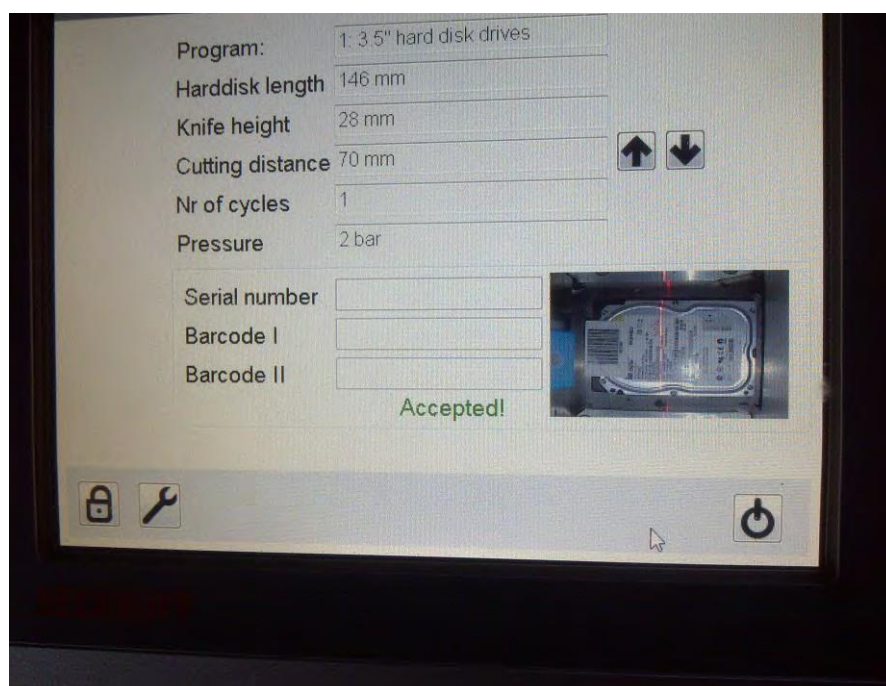 Program: 1: 3.5" hard disk drives
Harddisk length 146 mm
Knife height 28 mm
Cutting distance 70 mm
Nr of cycles 1
Pressure 2 bar
Serial number
Barcode I
Barcode II
Accepted!